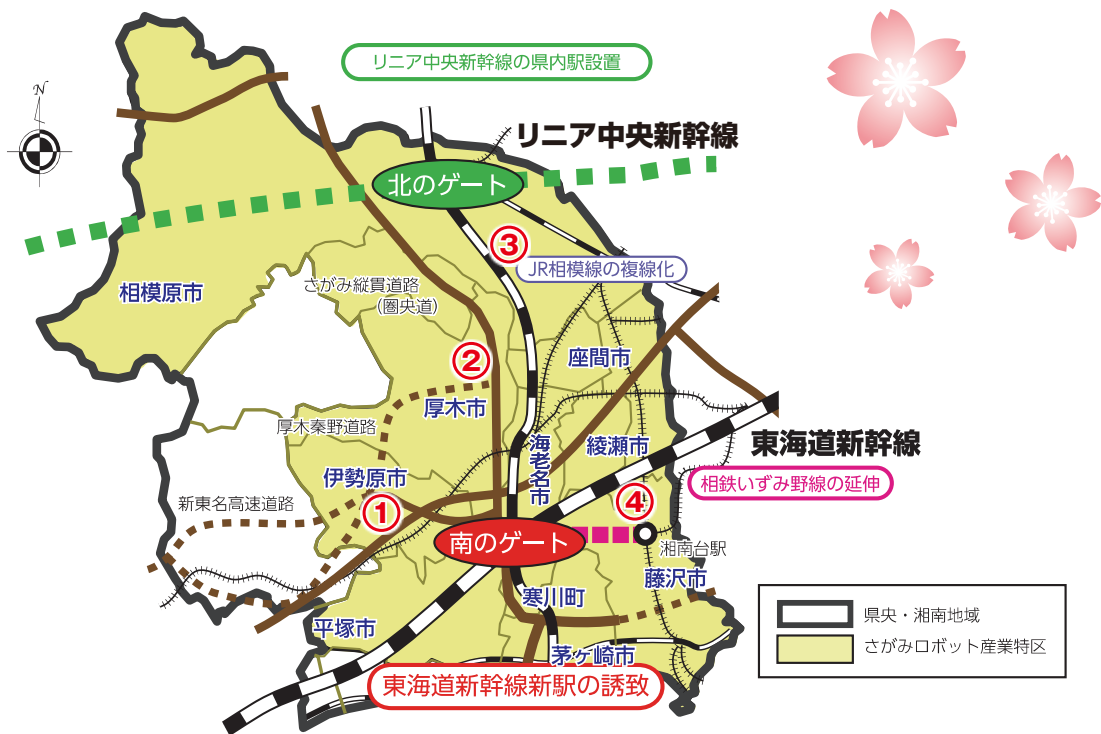 リニア中央新幹線の県内駅設置
N
リニア中央新幹線
北のゲート
③
JR相模線の複線化
さがみ縦貫道路
(圏央道)
相模原市
②
座間市
厚木市
厚木秦野道路
海老名市
綾瀬市
東海道新幹線
伊勢原市
相鉄いずみ野線の延伸
新東名高速道路
①
④
南のゲート
湘南台駅
藤沢市
寒川町
平塚市
茅ヶ崎市
東海道新幹線新駅の誘致
県央・湘南地域
さがみロボット産業特区